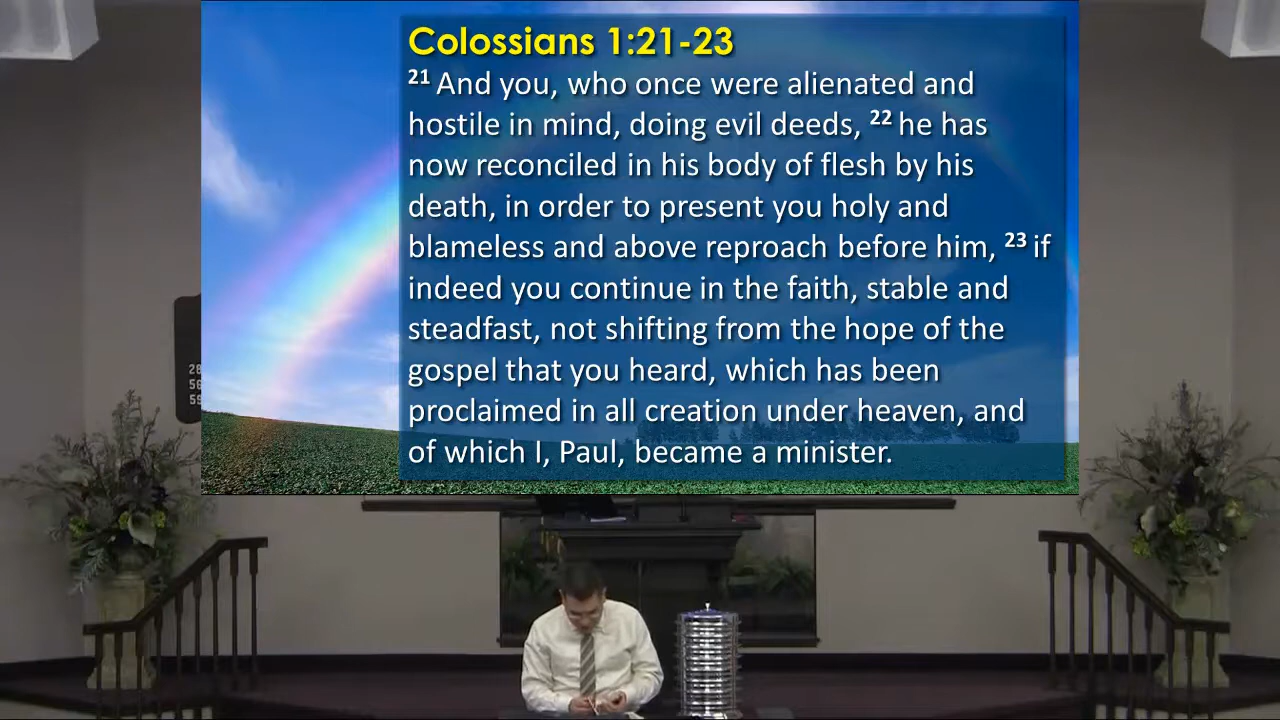 Colossians 1:21-23
21 And you, who once were alienated and
hostile in mind, doing evil deeds, 22 he has
now reconciled in his body of flesh by his
death, in order to present you holy and
blameless and above reproach before him, 23 if
indeed you continue in the faith, stable and
steadfast, not shifting from the hope of the
gospel that you heard, which has been
proclaimed in all creation under heaven, and
of which I, Paul, became a minister.
28
56
59